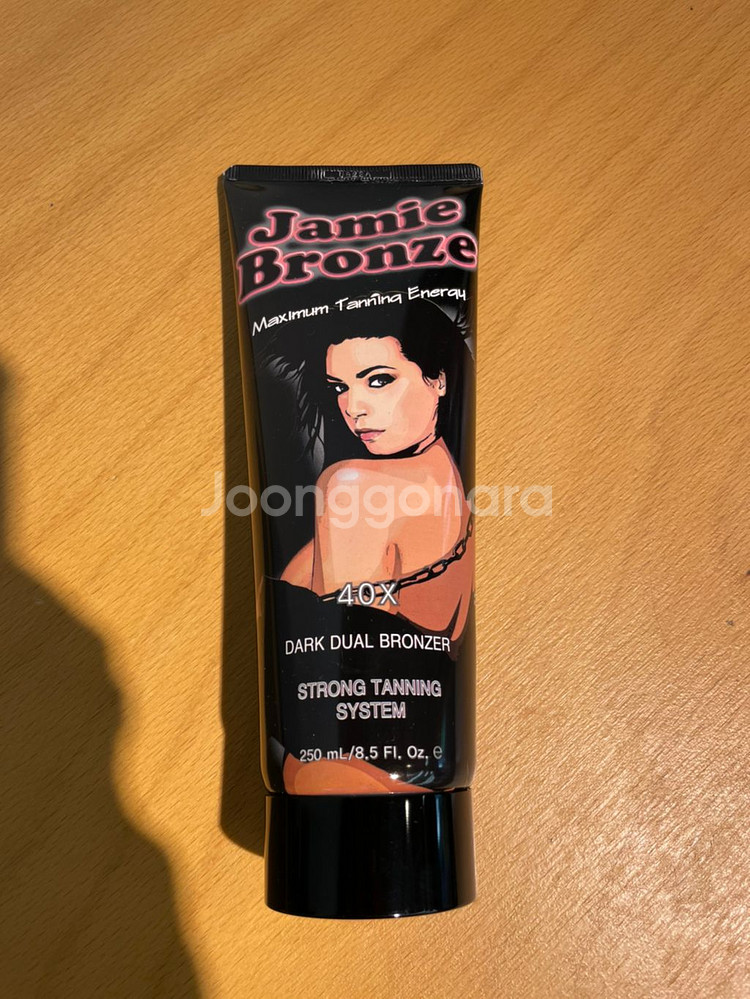 Jamie
Bronze
Maximum Tanning Energy
Joonggonara
40X
DARK DUAL BRONZER
STRONG TANNING
SYSTEM
250 mL/8.5 Fl. Oz. e